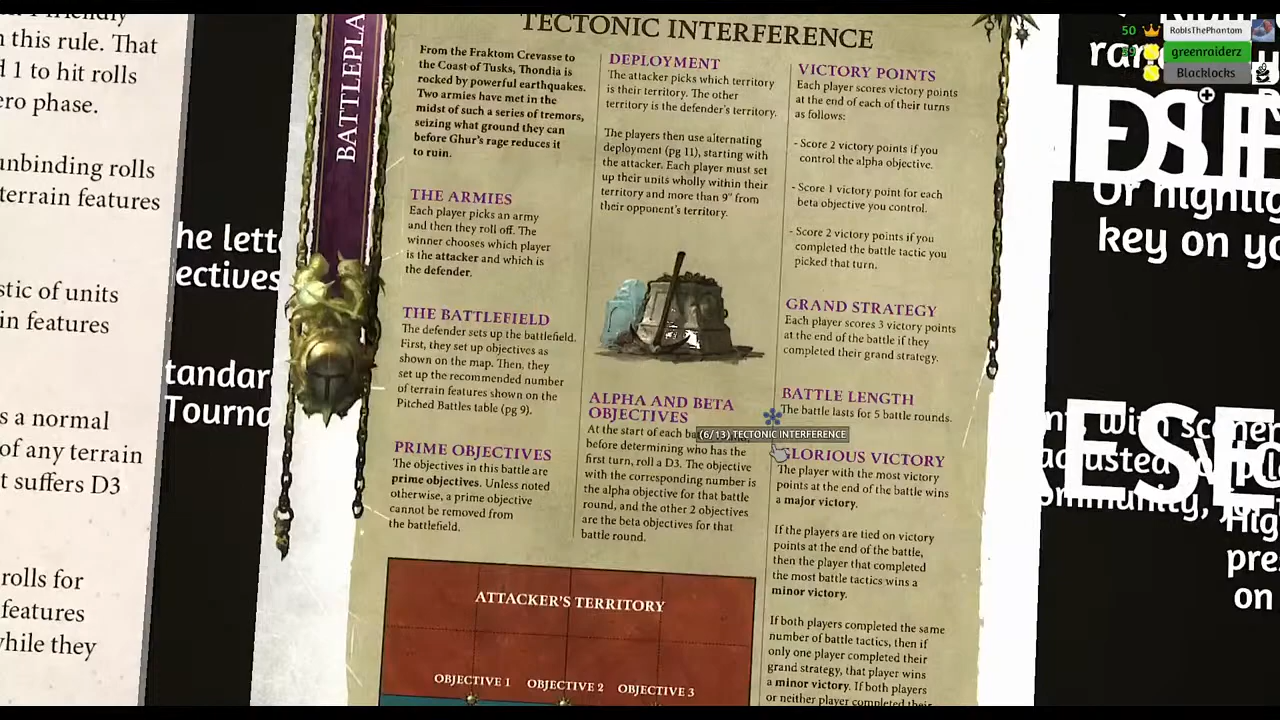 n this rule. That
d 1 to hit rolls
ero phase.
unbinding rolls
terrain features
stic of units
in features
s a normal
of any terrain
t suffers D3
rolls for
features
while they
he lett
ectives
tandar
Tourna
BATTLEPLA
TECTONIC INTERFERENCE
From the Fraktom Crevasse to
the Coast of Tusks, Thondia is
rocked by powerful earthquakes.
Two armies have met in the
midst of such a series of tremors,
seizing what ground they can
before Ghur's rage reduces it
to ruin.
THE ARMIES
Each player picks an army
and then they roll off. The
winner chooses which player
is the attacker and which is
the defender.
THE BATTLEFIELD
The defender sets up the battlefield.
First, they set up objectives as
shown on the map. Then, they
set up the recommended number
of terrain features shown on the
Pitched Battles table (pg 9).
PRIME OBJECTIVES
The objectives in this battle are
prime objectives. Unless noted
otherwise, a prime objective
cannot be removed from
the battlefield.
DEPLOYMENT
The attacker picks which territory
is their territory. The other
territory is the defender's territory.
The players then use alternating
deployment (pg 11), starting with
the attacker. Each player must set
up their units wholly within their
territory and more than 9" from
their opponent's territory.
ALPHA AND BETA
OBJECTIVES
At the start of each ba
before determining who has the
first turn, roll a D3. The objective
with the corresponding number is
the alpha objective for that battle
round, and the other 2 objectives
are the beta objectives for that
battle round.
VICTORY POINTS
Each player scores victory points
at the end of each of their turns
as follows:
- Score 2 victory points if you
control the alpha objective.
- Score 1 victory point for each
beta objective you control.
- Score 2 victory points if you
completed the battle tactic you
picked that turn.
GRAND STRATEGY
Each player scores 3 victory points
at the end of the battle if they
completed their grand strategy.
BATTLE LENGTH
The battle lasts for 5 battle rounds.
(6/13) TECTONIC INTERFERENCE
GLORIOUS VICTORY
The player with the most victory
points at the end of the battle wins
a major victory.
If the players are tied on victory
points at the end of the battle,
then the player that completed
the most battle tactics wins a
minor victory.
If both players completed the same
number of battle tactics, then if
only one player completed their
grand strategy, that player wins
a minor victory. If both players
or neither player completed their
ATTACKER'S TERRITORY
OBJECTIVE 1 OBJECTIVE 2 OBJECTIVE 3
50 RobIsThePhantom
greenraiderz
Blacklocks
Or highlig
key on yo
ESE
pre
on